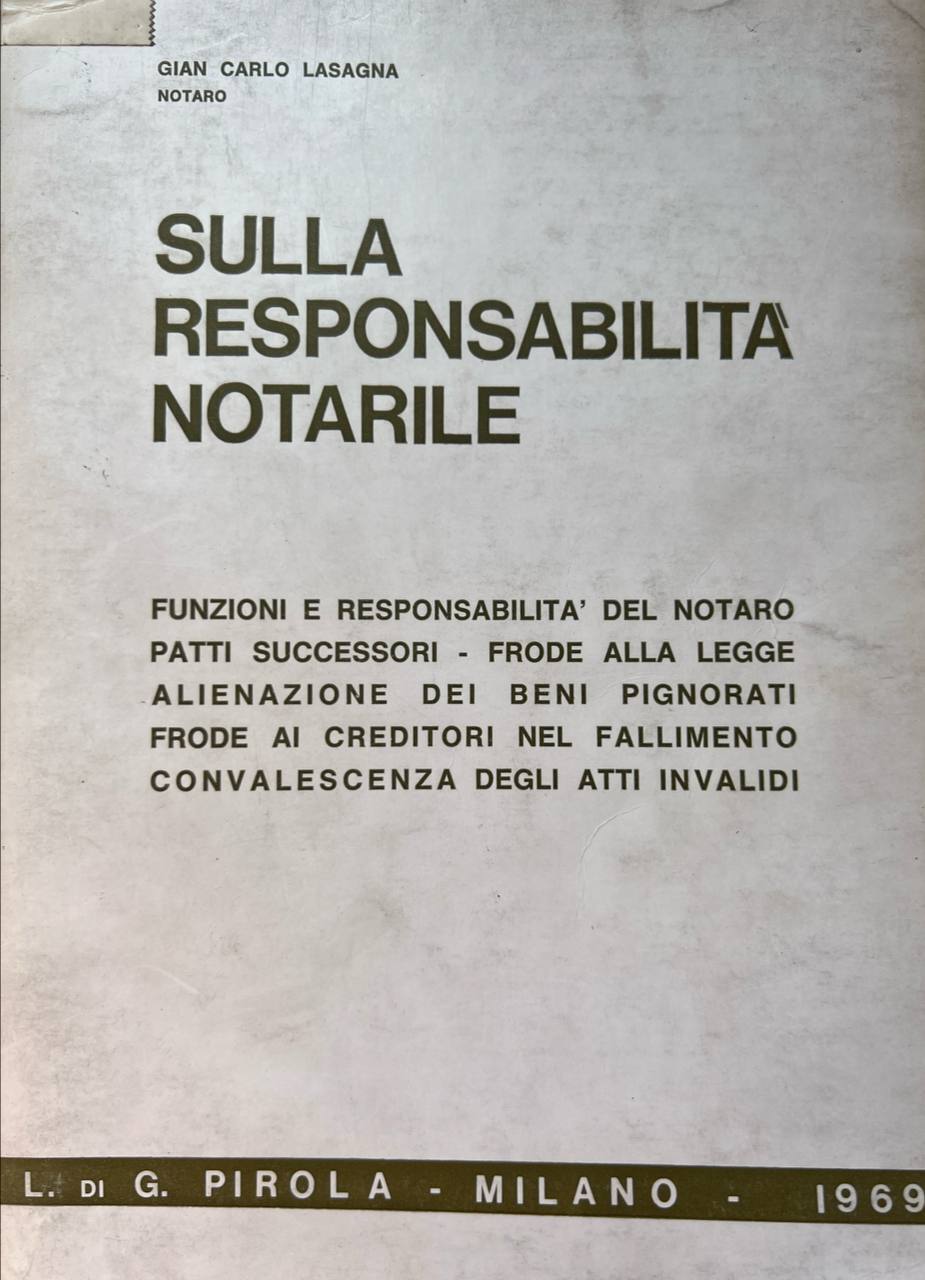 GIAN CARLO LASAGNA
NOTARO
SULLA
RESPONSABILITÀ
NOTARILE
FUNZIONI E RESPONSABILITA' DEL NOTARO
PATTI SUCCESSORI - FRODE ALLA LEGGE
ALIENAZIONE DEI BENI PIGNORATI
FRODE AI CREDITORI NEL FALLIMENTO
CONVALESCENZA DEGLI ATTI INVALIDI
L. DI G. PIROLA - MILANO - 1969